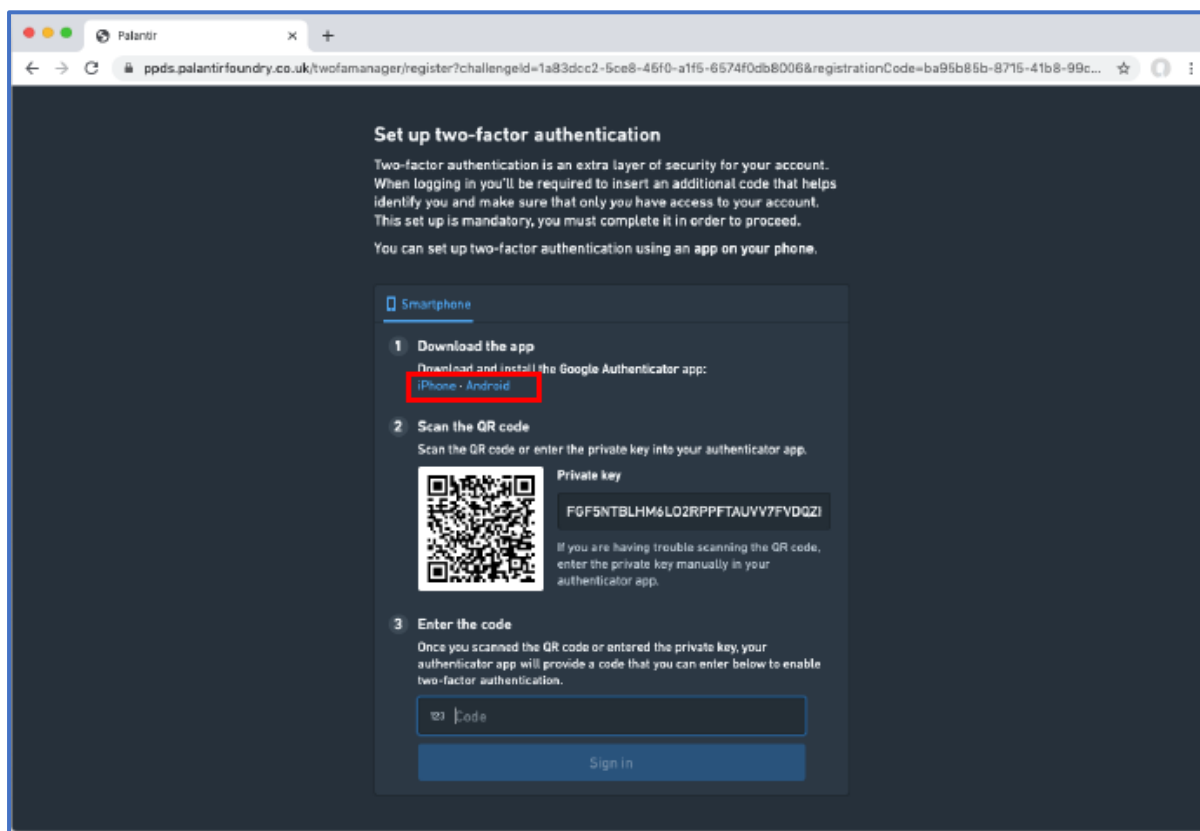 Palantir
ppds.palantirfoundry.co.uk/twofamanager/register?challengeId=1a83dcc2-5ce8-45f0-a1f5-6574f0db8006&registrationCode=ba95b85b-8715-41b8-99c...
Set up two-factor authentication
Two-factor authentication is an extra layer of security for your account.
When logging in you'll be required to insert an additional code that helps
identify you and make sure that only you have access to your account.
This set up is mandatory, you must complete it in order to proceed.
You can set up two-factor authentication using an app on your phone.
Smartphone
1 Download the app
Download and install the Google Authenticator app:
iPhone · Android
2 Scan the QR code
Scan the QR code or enter the private key into your authenticator app.
Private key
FGF5NTBLHM6LO2RPPFTAUVV7FVDQZI
If you are having trouble scanning the QR code,
enter the private key manually in your
authenticator app.
3 Enter the code
Once you scanned the QR code or entered the private key, your
authenticator app will provide a code that you can enter below to enable
two-factor authentication.
123 Code
Sign in